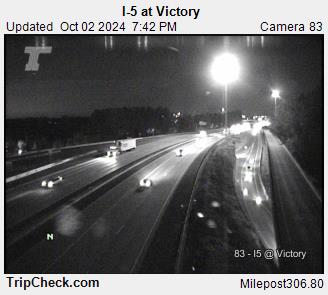 I-5 at Victory
Updated Oct 02 2024 7:42 PM Camera 83
T
N
83 - I5 @ Victory
TripCheck.com Milepost306.80